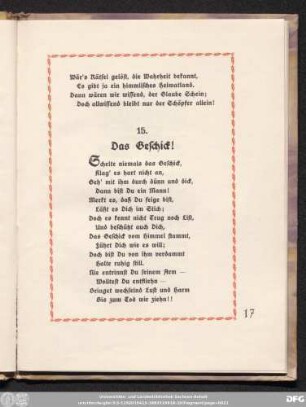 Wär's Rätsel gelöst, die Wahrheit bekannt,
Es gibt ja ein himmlisches Heimatland.
Dann wären wir wissend, der Glaube Schein;
Doch allwissend bleibt nur der Schöpfer allein!
15.
Das Geschick!
Schelte niemals das Geschick,
Klag' es hart nicht an,
Geh' mit ihm durch dünn und dick,
Dann bist Du ein Mann!
Merkt es, daß Du feige bist,
Läßt es Dich im Stich;
Doch es kennt nicht Trug noch List,
Und beschützt auch Dich,
Das Geschick vom Himmel stammt,
Führt Dich wie es will;
Doch bist Du von ihm verdammt
Halte ruhig still.
Nie entrinnst Du seinem Arm —
Wolltest Du entfliehn —
Bringet wechselnd Lust und Harm
Bis zum Tod wir ziehn!!
17
DFG